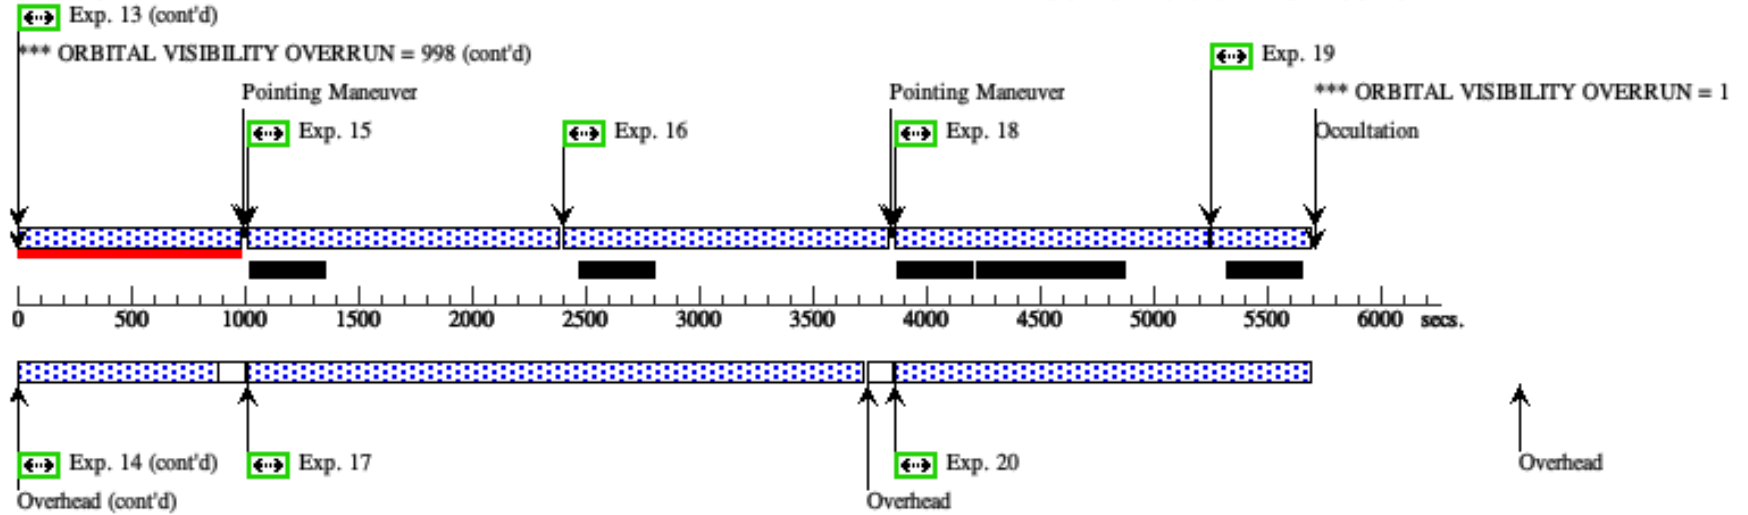 Exp. 13 (cont'd)
*** ORBITAL VISIBILITY OVERRUN = 998 (cont'd)
Exp. 19
Pointing Maneuver
Pointing Maneuver
*** ORBITAL VISIBILITY OVERRUN = 1
Exp. 15
Exp. 16
Exp. 18
Occultation
0 500 1000 1500 2000 2500 3000 3500 4000 4500 5000 5500 6000 secs.
Exp. 14 (cont'd)
Exp. 17
Exp. 20
Overhead
Overhead (cont'd)
Overhead